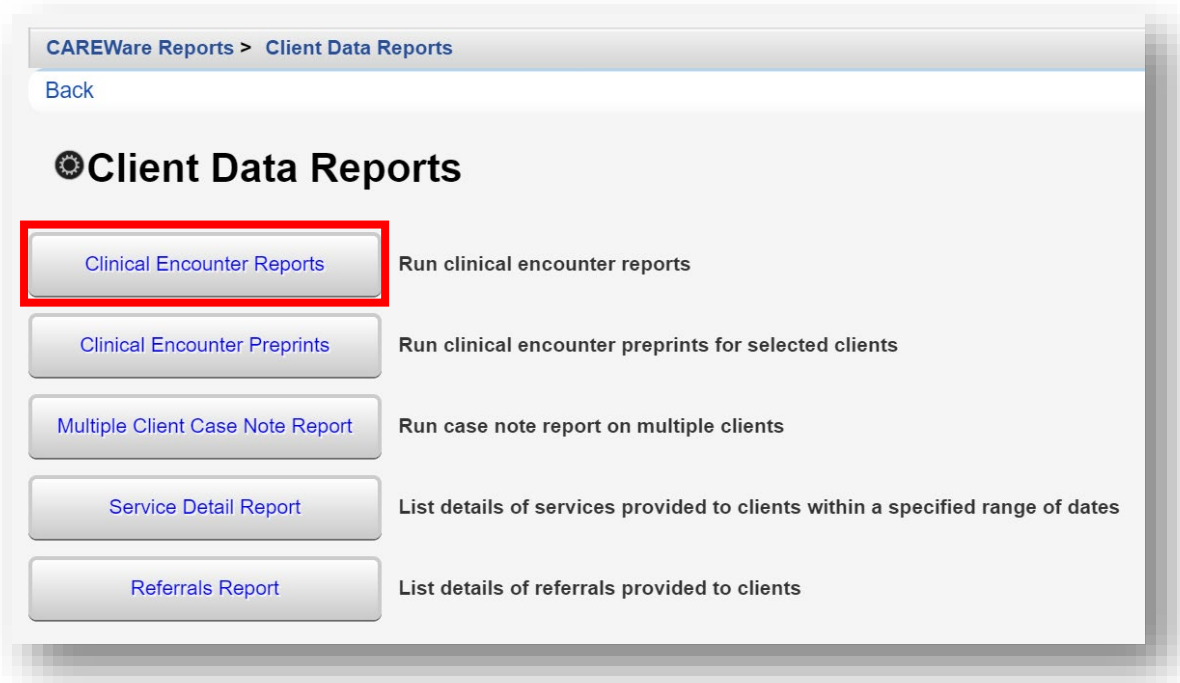 CAREWare Reports > Client Data Reports
Back
Client Data Reports
Clinical Encounter Reports Run clinical encounter reports
Clinical Encounter Preprints Run clinical encounter preprints for selected clients
Multiple Client Case Note Report Run case note report on multiple clients
Service Detail Report List details of services provided to clients within a specified range of dates
Referrals Report List details of referrals provided to clients